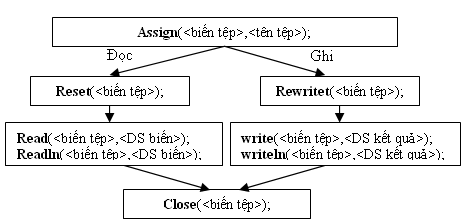 Assign(<biến tệp>,<tên tệp>);
Đọc
Ghi
Reset(<biến tệp>);
Rewritet(<biến tệp>);
Read(<biến tệp>,<DS biến>);
Readln(<biến tệp>,<DS biến>);
write(<biến tệp>,<DS kết quả>);
writeln(<biến tệp>,<DS kết quả>);
Close(<biến tệp>);